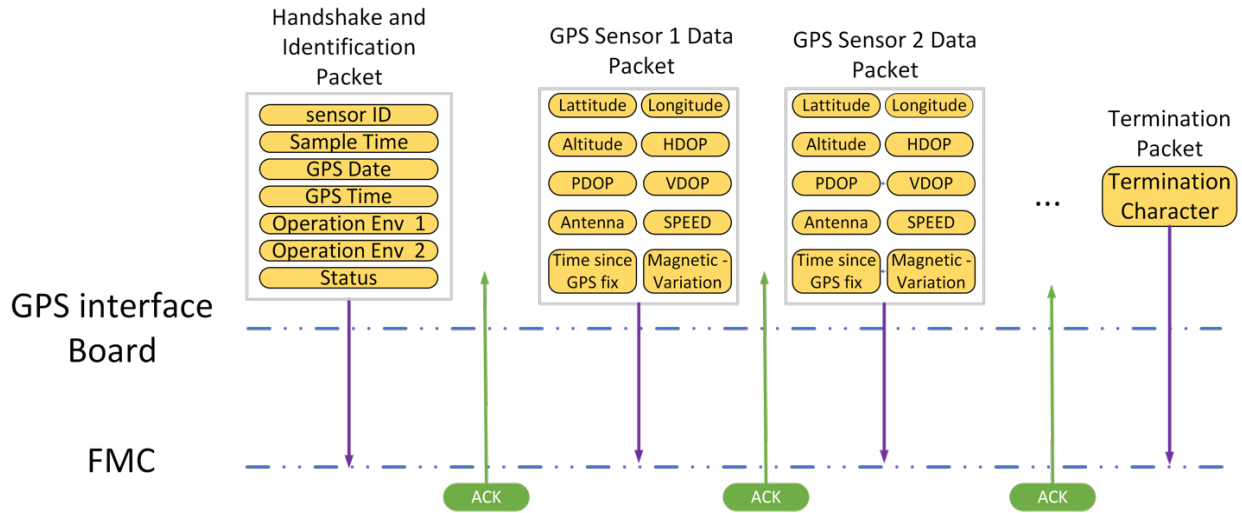 Handshake and
Identification
Packet
sensor ID
Sample Time
GPS Date
GPS Time
Operation Env 1
Operation Env 2
Status
GPS Sensor 1 Data
Packet
Lattitude Longitude
Altitude HDOP
PDOP VDOP
Antenna SPEED
Time since Magnetic -
GPS fix Variation
GPS Sensor 2 Data
Packet
Lattitude Longitude
Altitude HDOP
PDOP VDOP
Antenna SPEED
Time since Magnetic -
GPS fix Variation
...
Termination
Packet
Termination
Character
GPS interface
Board
FMC
ACK
ACK
ACK